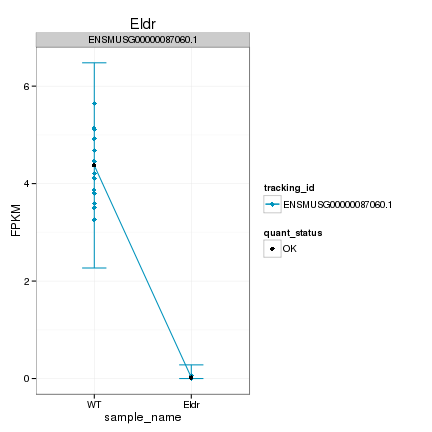 Eldr
ENSMUSG00000087060.1
6
4
2
0
FPKM
WT
Eldr
sample_name
tracking_id
ENSMUSG00000087060.1
quant_status
OK